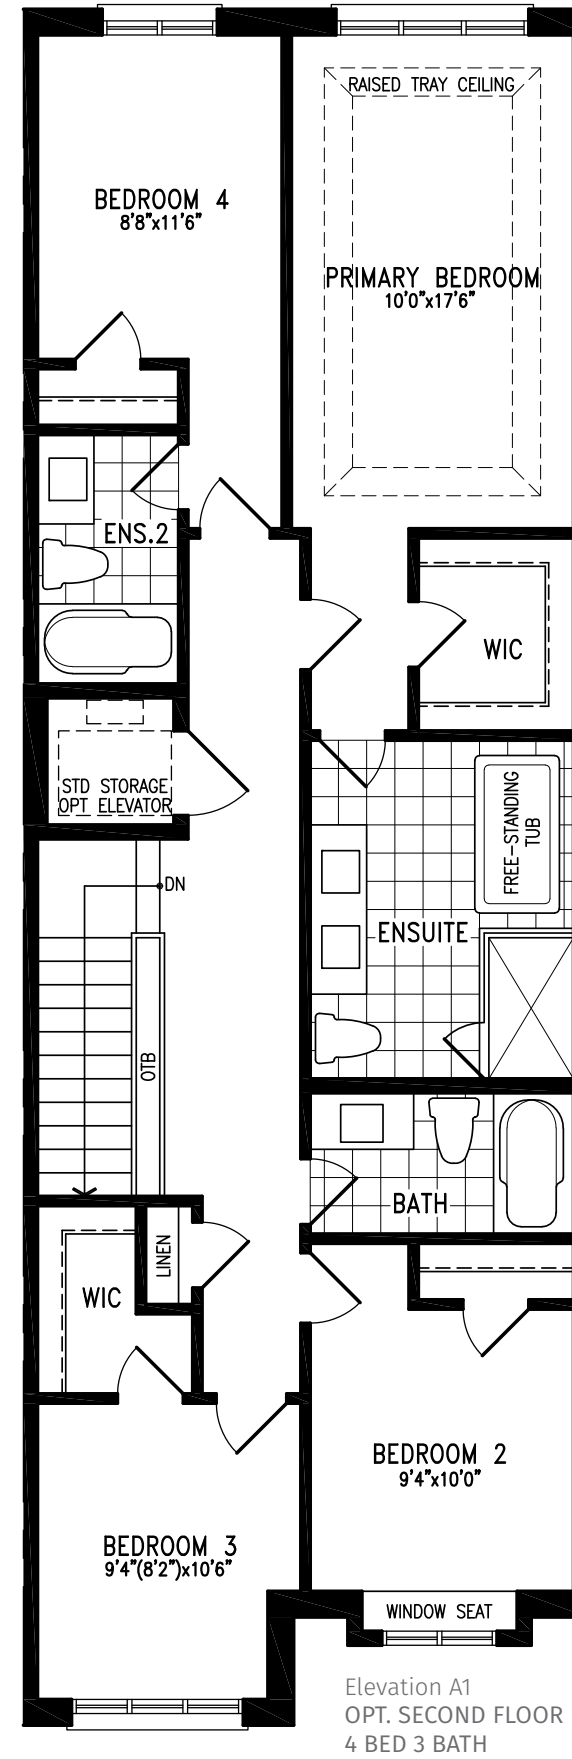 RAISED TRAY CEILING
BEDROOM 4
8'8"x11'6"
PRIMARY BEDROOM
10'0"x17'6"
ENS.2
WIC
STD STORAGE
OPT ELEVATOR
FREE-STANDING
TUB
DN
ENSUITE
OTB
BATH
LINEN
WIC
BEDROOM 2
9'4"x10'0"
BEDROOM 3
9'4"(8'2")x10'6"
WINDOW SEAT
Elevation A1
OPT. SECOND FLOOR
4 BED 3 BATH